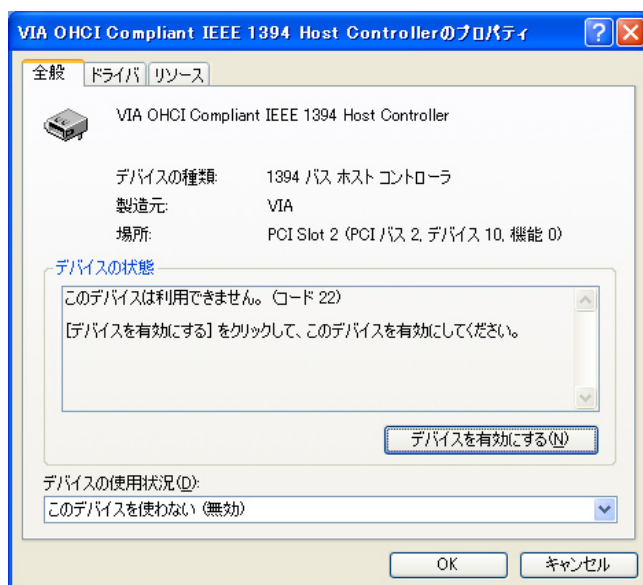 VIA OHCI Compliant IEEE 1394 Host Controllerのプロパティ
全般 ドライバ リソース
VIA OHCI Compliant IEEE 1394 Host Controller
デバイスの種類: 1394 バス ホスト コントローラ
製造元: VIA
場所: PCI Slot 2 (PCI バス 2, デバイス 10, 機能 0)
デバイスの状態
このデバイスは利用できません。 (コード 22)
[デバイスを有効にする] をクリックして、このデバイスを有効にしてください。
デバイスを有効にする(N)
デバイスの使用状況(D):
このデバイスを使わない (無効)
OK キャンセル